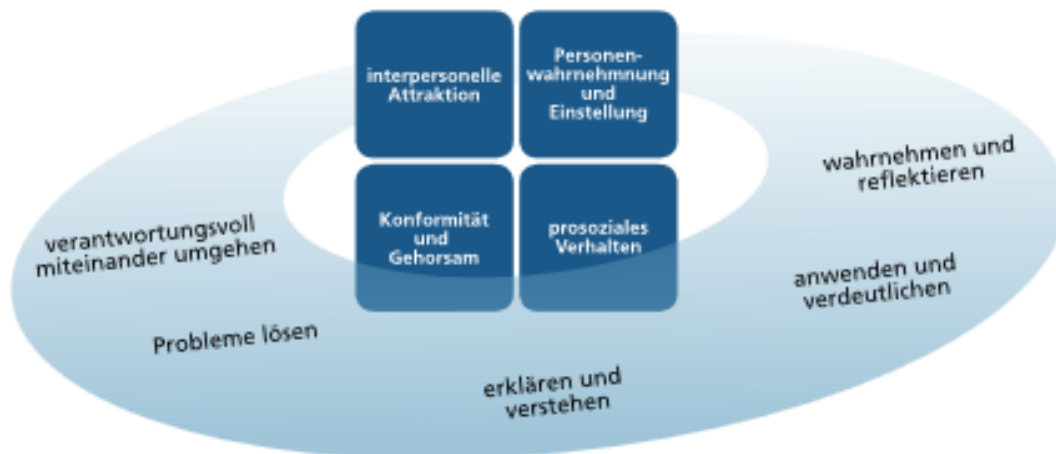 interpersonelle
Attraktion
Personen-
wahrnehmnung
und
Einstellung
Konformität
und
Gehorsam
prosoziales
Verhalten
wahrnehmen und
reflektieren
anwenden und
verdeutlichen
erklären und
verstehen
Probleme lösen
verantwortungsvoll
miteinander umgehen